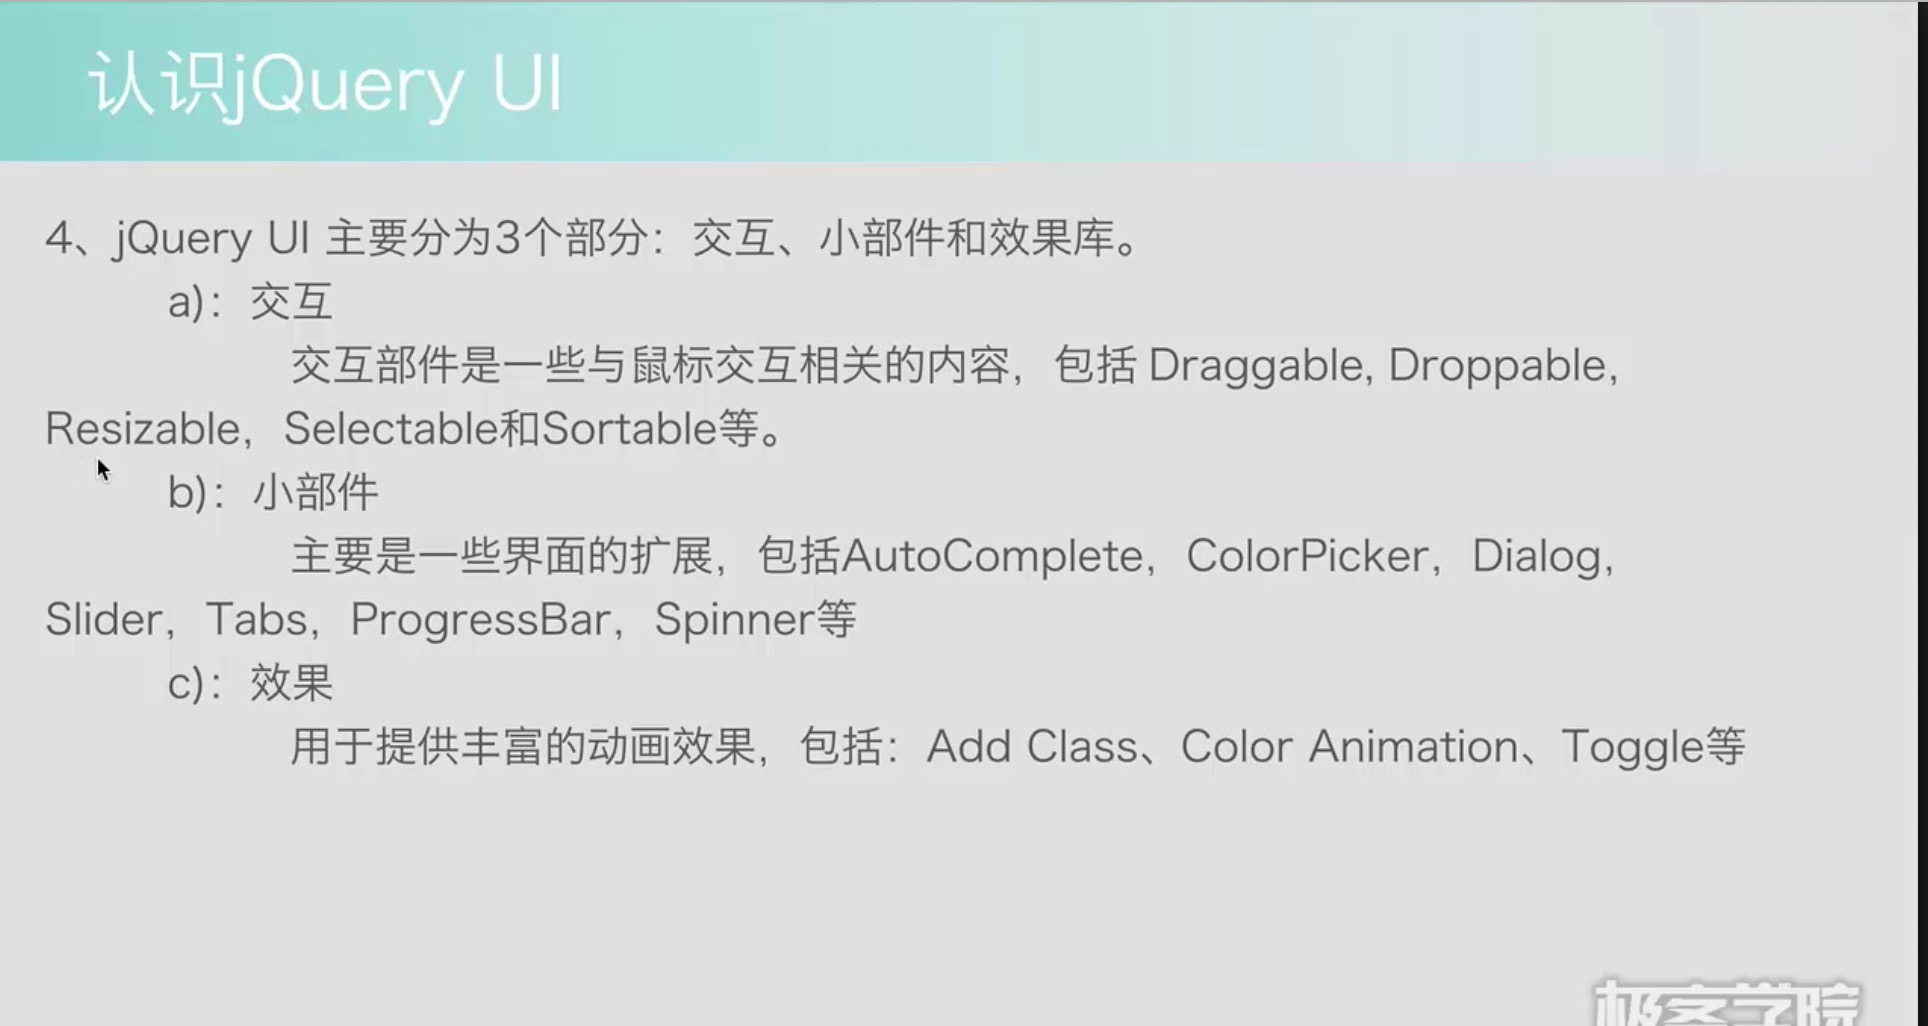 认识jQuery UI
4、jQuery UI 主要分为3个部分：交互、小部件和效果库。
a)：交互
交互部件是一些与鼠标交互相关的内容，包括 Draggable, Droppable,
Resizable，Selectable和Sortable等。
b)：小部件
主要是一些界面的扩展，包括AutoComplete，ColorPicker，Dialog，
Slider，Tabs，ProgressBar，Spinner等
c)：效果
用于提供丰富的动画效果，包括：Add Class、Color Animation、Toggle等
极客学院